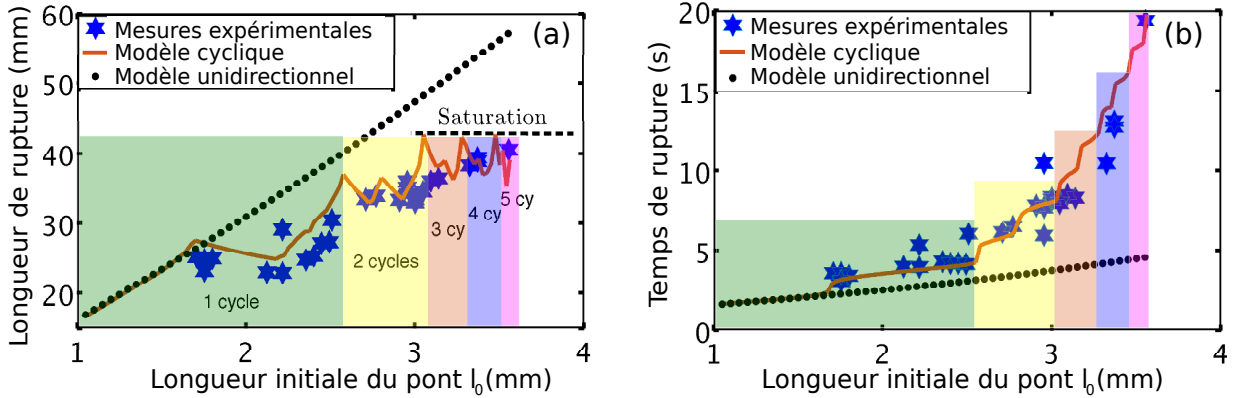 60
50
40
30
20
Longueur de rupture (mm)
Mesures expérimentales
Modèle cyclique
Modèle unidirectionnel
(a)
Saturation
1 cycle
2 cycles
3 cy
4 cy
5 cy
1
2
3
4
Longueur initiale du pont l0(mm)
20
15
10
5
0
Temps de rupture (s)
Mesures expérimentales
Modèle cyclique
Modèle unidirectionnel
(b)
1
2
3
4
Longueur initiale du pont l0(mm)